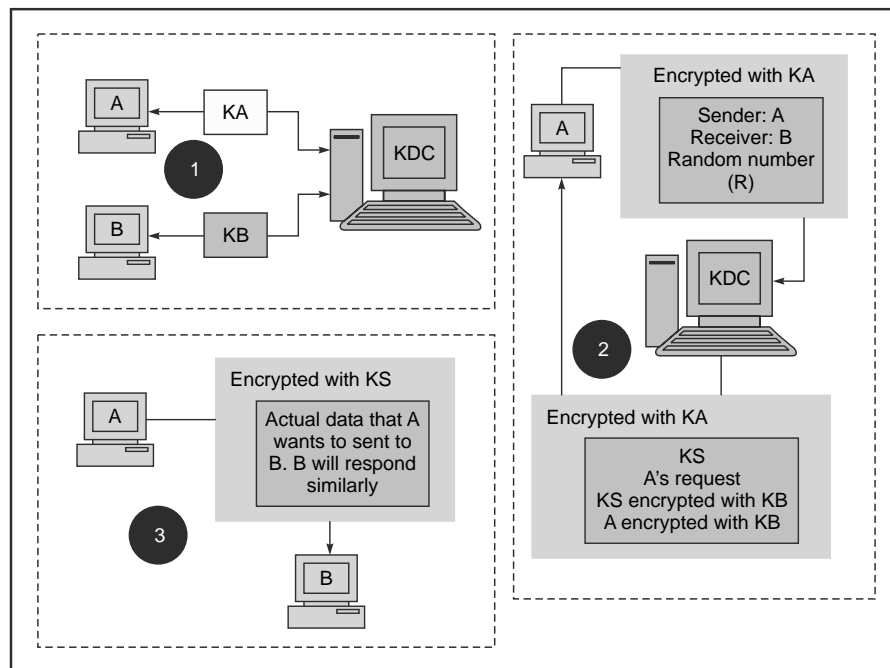 A
KA
1
KDC
B
KB
Encrypted with KA
A
Sender: A
Receiver: B
Random number
(R)
KDC
2
Encrypted with KA
KS
A's request
KS encrypted with KB
A encrypted with KB
Encrypted with KS
A
Actual data that A
wants to sent to
B. B will respond
similarly
3
B